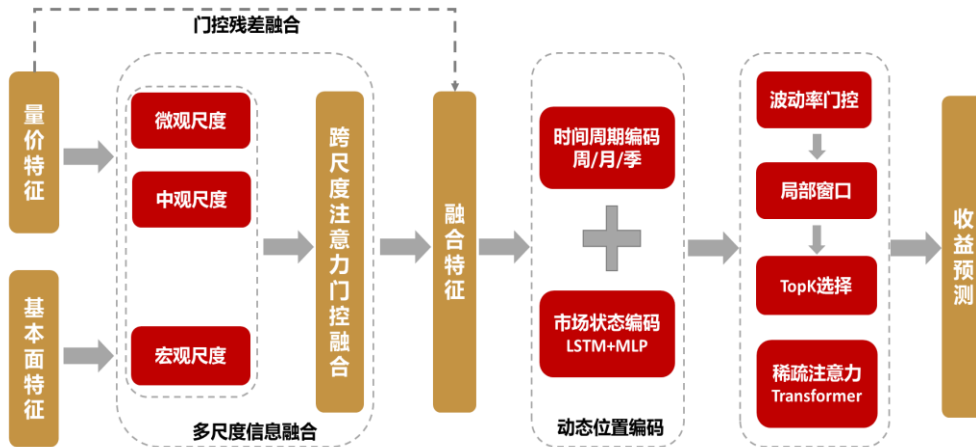 门控残差融合
量价特征
基本面特征
微观尺度
中观尺度
宏观尺度
跨尺度注意力门控融合
多尺度信息融合
融合特征
时间周期编码
周/月/季
市场状态编码
LSTM+MLP
动态位置编码
波动率门控
局部窗口
TopK选择
稀疏注意力
Transformer
收益预测